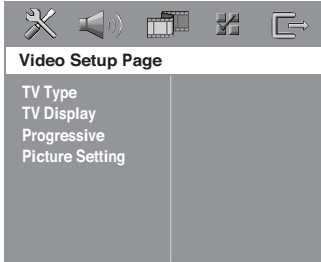 Video Setup Page
TV Type
TV Display
Progressive
Picture Setting